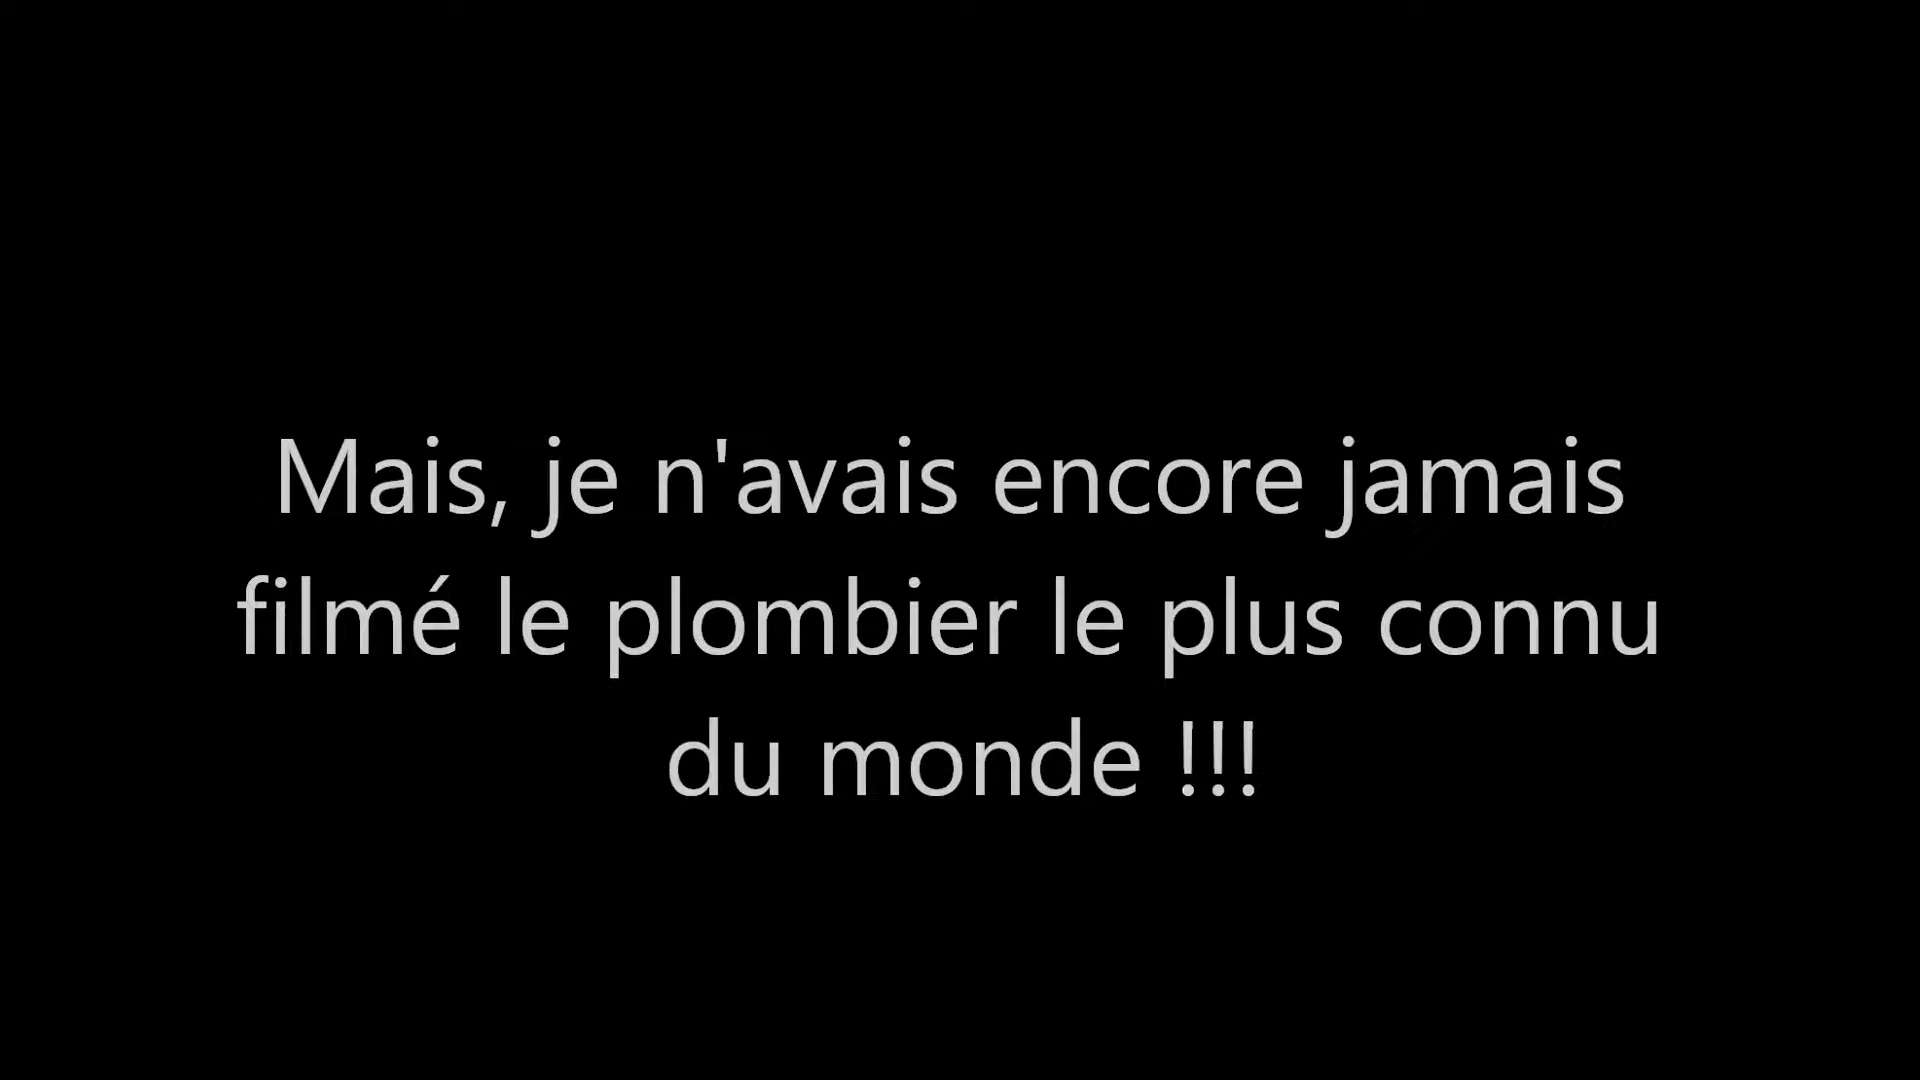 Mais, je n'avais encore jamais
filmé le plombier le plus connu
du monde !!!